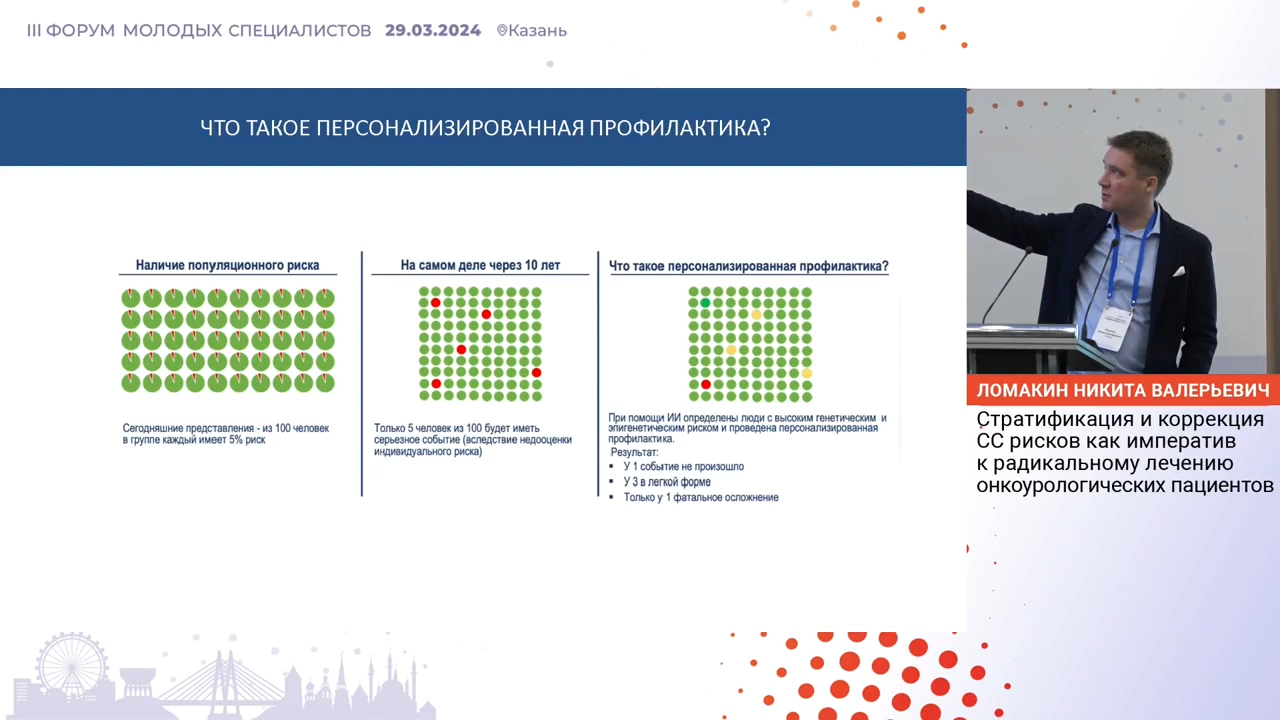 III ФОРУМ МОЛОДЫХ СПЕЦИАЛИСТОВ 29.03.2024 Казань
ЧТО ТАКОЕ ПЕРСОНАЛИЗИРОВАННАЯ ПРОФИЛАКТИКА?
Наличие популяционного риска
Сегодняшние представления - из 100 человек
в группе каждый имеет 5% риск
На самом деле через 10 лет
Только 5 человек из 100 будет иметь
серьезное событие (вследствие недооценки
индивидуального риска)
Что такое персонализированная профилактика?
При помощи ИИ определены люди с высоким генетическим и
эпигенетическим риском и проведена персонализированная
профилактика.
Результат:
▪ У 1 событие не произошло
▪ У 3 в легкой форме
▪ Только у 1 фатальное осложнение
ЛОМАКИН НИКИТА ВАЛЕРЬЕВИЧ
Стратификация и коррекция
СС рисков как императив
к радикальному лечению
онкоурологических пациентов